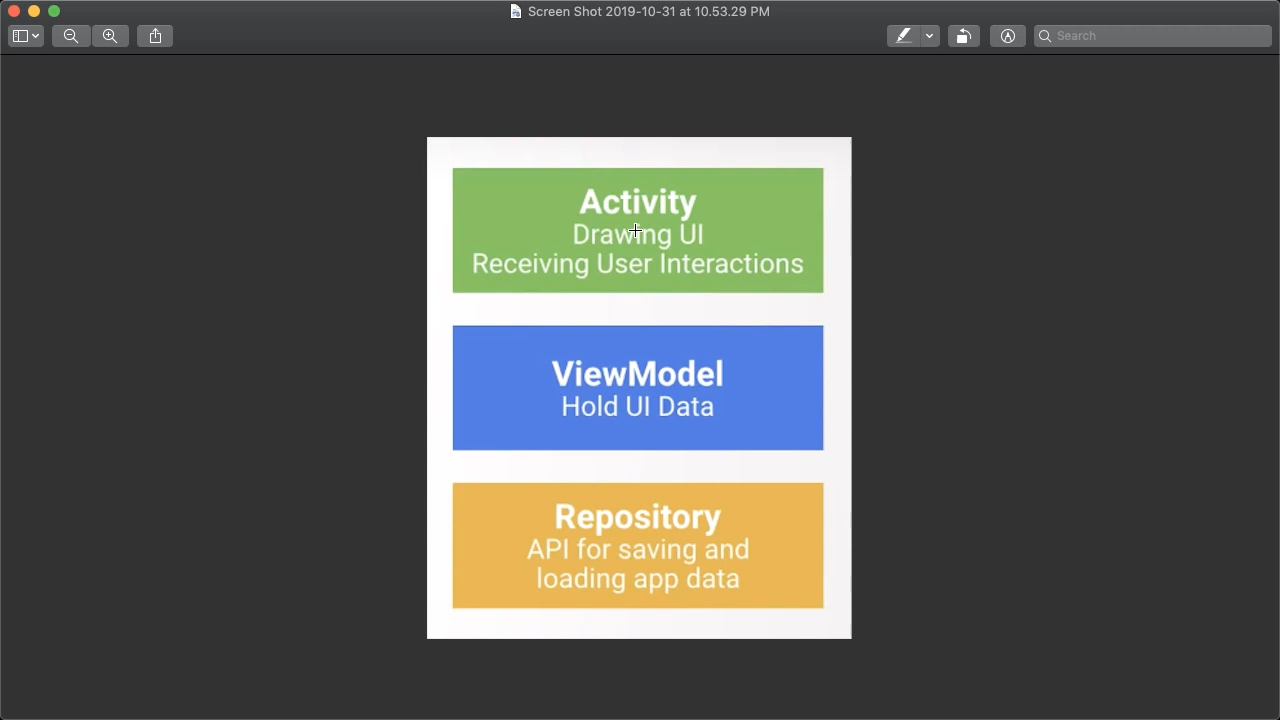 Screen Shot 2019-10-31 at 10.53.29 PM
Search
Activity
Drawing UI
Receiving User Interactions
ViewModel
Hold UI Data
Repository
API for saving and
loading app data